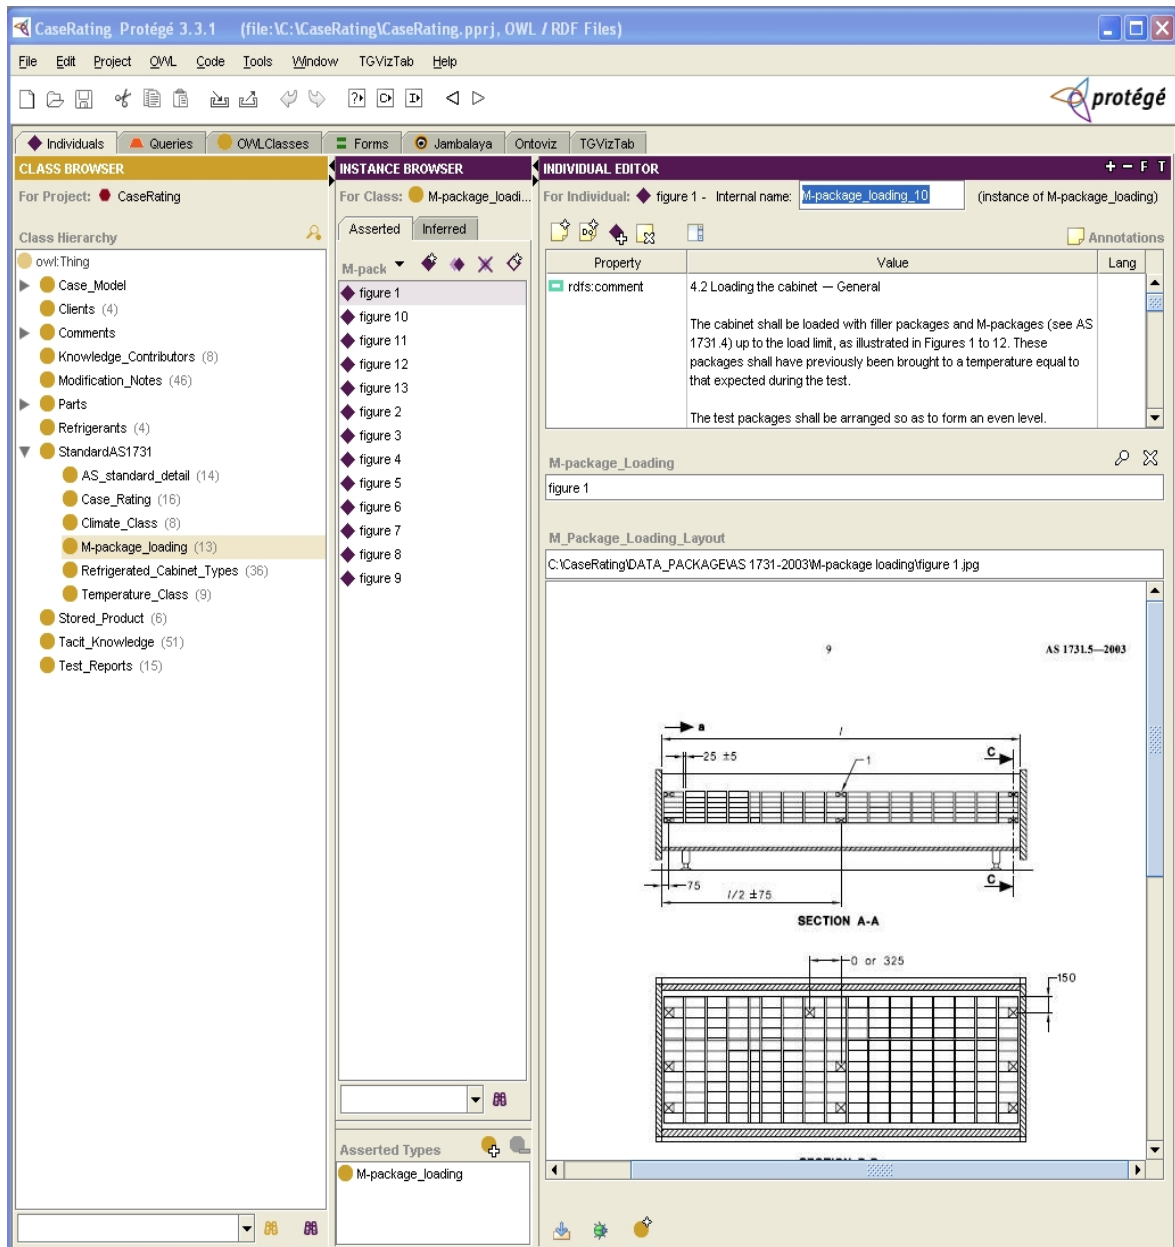 CaseRating Protégé 3.3.1 (file:\C:\CaseRating\CaseRating.pprj, OWL / RDF Files)
File Edit Project OWL Code Tools Window TGVizTab Help
protégé
Individuals Queries OWLClasses Forms Jambalaya Ontoviz TGVizTab
CLASS BROWSER
For Project: CaseRating
Class Hierarchy
owl:Thing
Case_Model
Clients (4)
Comments
Knowledge_Contributors (8)
Modification_Notes (46)
Parts
Refrigerants (4)
StandardAS1731
AS_standard_detail (14)
Case_Rating (16)
Climate_Class (8)
M-package_loading (13)
Refrigerated_Cabinet_Types (36)
Temperature_Class (9)
Stored_Product (6)
Tacit_Knowledge (51)
Test_Reports (15)
INSTANCE BROWSER
For Class: M-package_loadi...
Asserted Inferred
M-pack
figure 1
figure 10
figure 11
figure 12
figure 13
figure 2
figure 3
figure 4
figure 5
figure 6
figure 7
figure 8
figure 9
Asserted Types
M-package_loading
INDIVIDUAL EDITOR + − F T
For Individual: figure 1 - Internal name: M-package_loading_10 (instance of M-package_loading)
Annotations
Property Value Lang
rdfs:comment 4.2 Loading the cabinet — General
The cabinet shall be loaded with filler packages and M-packages (see AS
1731.4) up to the load limit, as illustrated in Figures 1 to 12. These
packages shall have previously been brought to a temperature equal to
that expected during the test.
The test packages shall be arranged so as to form an even level.
M-package_Loading
figure 1
M_Package_Loading_Layout
C:\CaseRating\DATA_PACKAGE\AS 1731-2003\M-package loading\figure 1.jpg
9 AS 1731.5—2003
a l
25 ±5 1 C
75 C
l/2 ±75
SECTION A-A
0 or 325
150